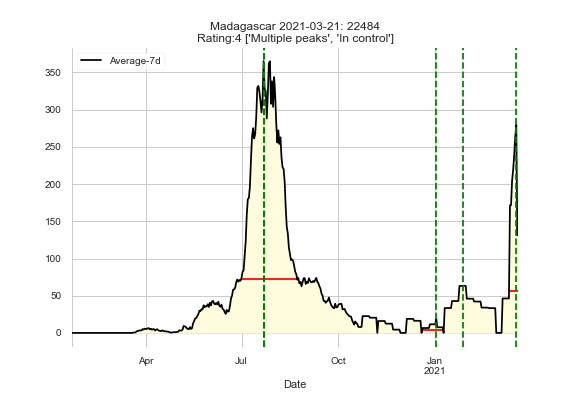 Madagascar 2021-03-21: 22484
Rating:4 ['Multiple peaks', 'In control']
Average-7d
350
300
250
200
150
100
50
0
Apr
Jul
Oct
Jan
2021
Date